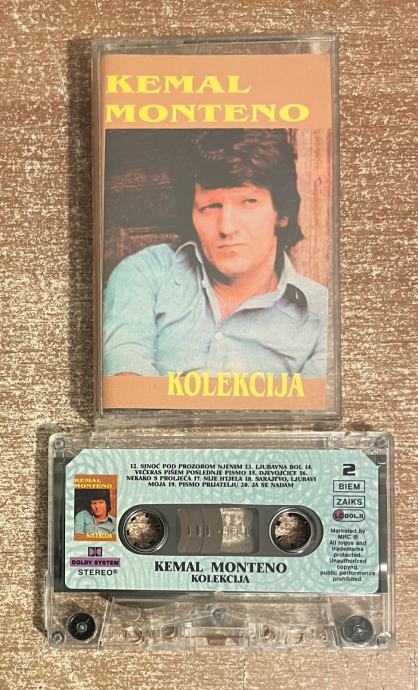 KEMAL
MONTENO
KOLEKCIJA
12. SINOĆ POD PROZOROM NJENIM 13. LJUBAVNA BOL 14.
VEČERAS PIŠEM POSLEDNJE PISMO 15. DJEVOJČICE 16.
NEKAKO S PROLJEĆA 17. NIJE HTJELA 18. SARAJEVO, LJUBAVI
MOJA 19. PISMO PRIJATELJU 20. JA SE NADAM
2
BIEM
ZAIKS
KEMAL
MONTENO
KOLEKCIJA
DOLBY SYSTEM
STEREO®
Marketed by
MRC ®
All logos and
trademarks
protected.
Unauthorized
copying,
public performance
prohibited.
KEMAL MONTENO
KOLEKCIJA